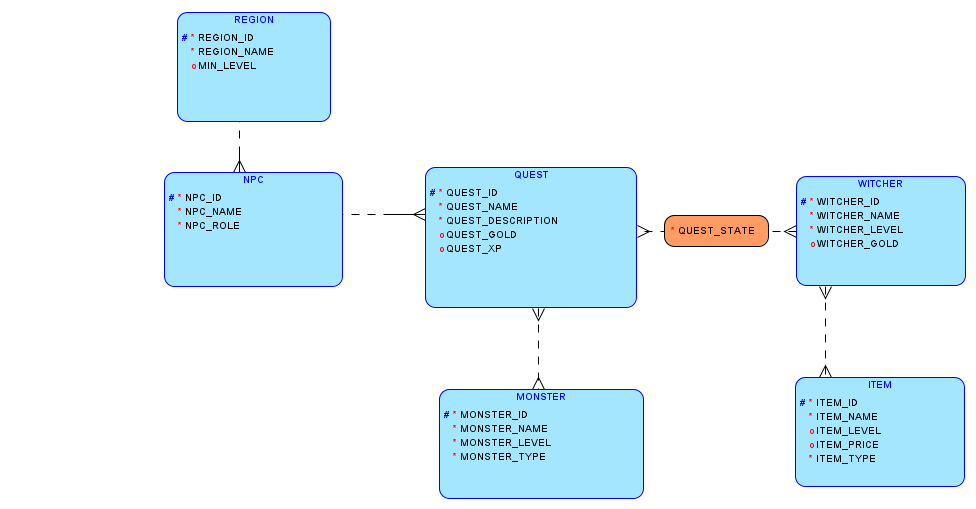 REGION
#* REGION_ID
* REGION_NAME
o MIN_LEVEL
NPC
#* NPC_ID
* NPC_NAME
* NPC_ROLE
QUEST
#* QUEST_ID
* QUEST_NAME
* QUEST_DESCRIPTION
o QUEST_GOLD
o QUEST_XP
* QUEST_STATE
WITCHER
#* WITCHER_ID
* WITCHER_NAME
* WITCHER_LEVEL
o WITCHER_GOLD
MONSTER
#* MONSTER_ID
* MONSTER_NAME
* MONSTER_LEVEL
* MONSTER_TYPE
ITEM
#* ITEM_ID
* ITEM_NAME
o ITEM_LEVEL
o ITEM_PRICE
* ITEM_TYPE